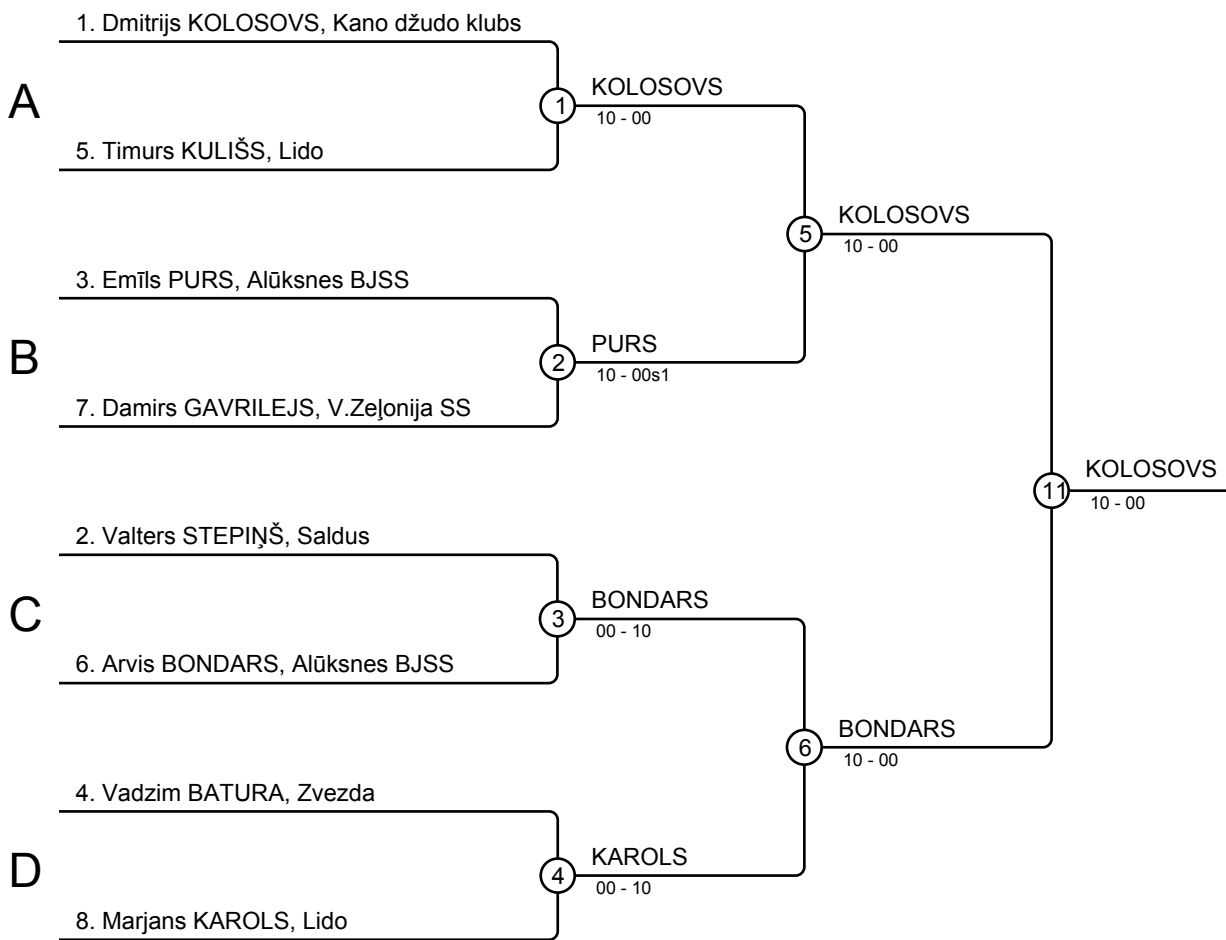 1. Dmitrijs KOLOSOVS, Kano džudo klubs
A
1
KOLOSOVS
10 - 00
5. Timurs KULIŠS, Lido
5
KOLOSOVS
10 - 00
3. Emīls PURS, Alūksnes BJSS
B
2
PURS
10 - 00s1
7. Damirs GAVRILEJS, V.Zeļonija SS
11
KOLOSOVS
10 - 00
2. Valters STEPIŅŠ, Saldus
C
3
BONDARS
00 - 10
6. Arvis BONDARS, Alūksnes BJSS
6
BONDARS
10 - 00
4. Vadzim BATURA, Zvezda
D
4
KAROLS
00 - 10
8. Marjans KAROLS, Lido